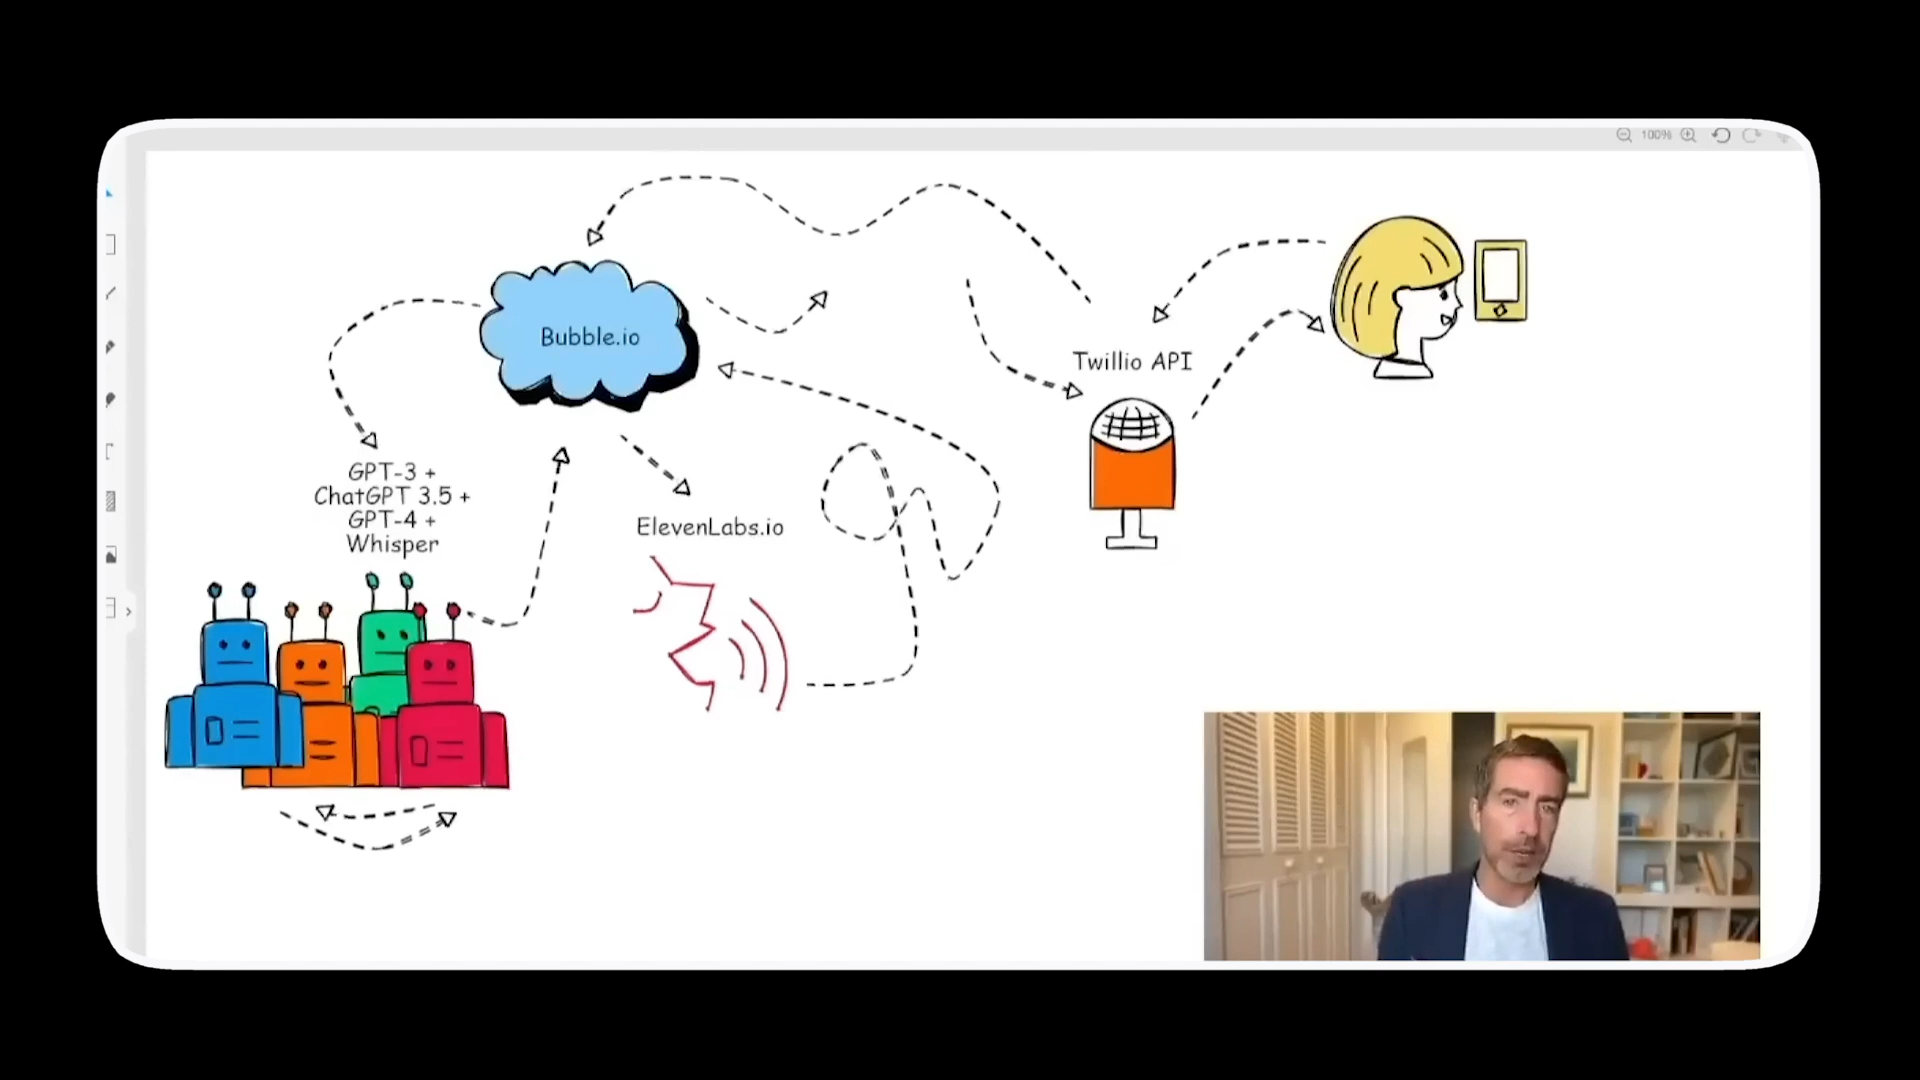 100%
Bubble.io
Twillio API
GPT-3 +
ChatGPT 3.5 +
GPT-4 +
Whisper
ElevenLabs.io